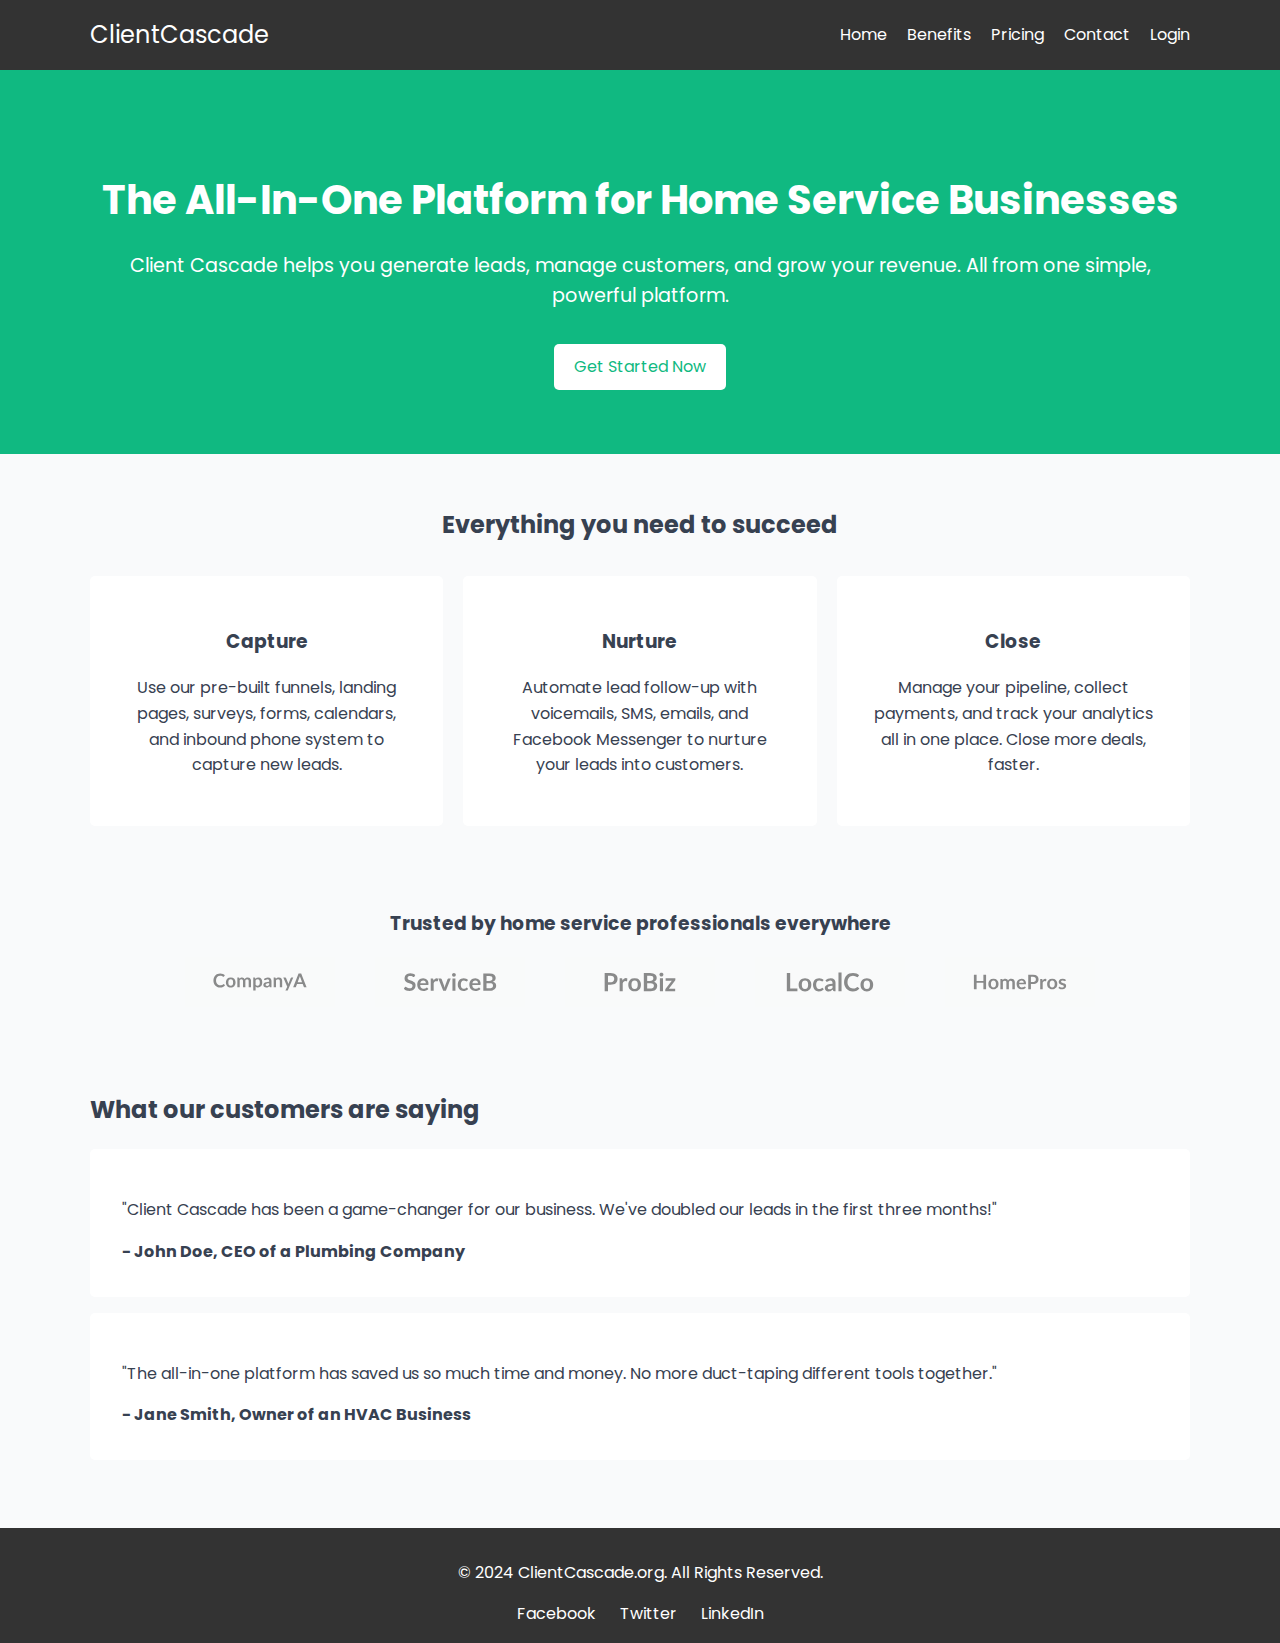 ClientCascade
Home Benefits Pricing Contact Login
The All-In-One Platform for Home Service Businesses
Client Cascade helps you generate leads, manage customers, and grow your revenue. All from one simple,
powerful platform.
Get Started Now
Everything you need to succeed
Capture
Use our pre-built funnels, landing
pages, surveys, forms, calendars,
and inbound phone system to
capture new leads.
Nurture
Automate lead follow-up with
voicemails, SMS, emails, and
Facebook Messenger to nurture
your leads into customers.
Close
Manage your pipeline, collect
payments, and track your analytics
all in one place. Close more deals,
faster.
Trusted by home service professionals everywhere
CompanyA ServiceB ProBiz LocalCo HomePros
What our customers are saying
"Client Cascade has been a game-changer for our business. We've doubled our leads in the first three months!"
- John Doe, CEO of a Plumbing Company
"The all-in-one platform has saved us so much time and money. No more duct-taping different tools together."
- Jane Smith, Owner of an HVAC Business
© 2024 ClientCascade.org. All Rights Reserved.
Facebook Twitter LinkedIn